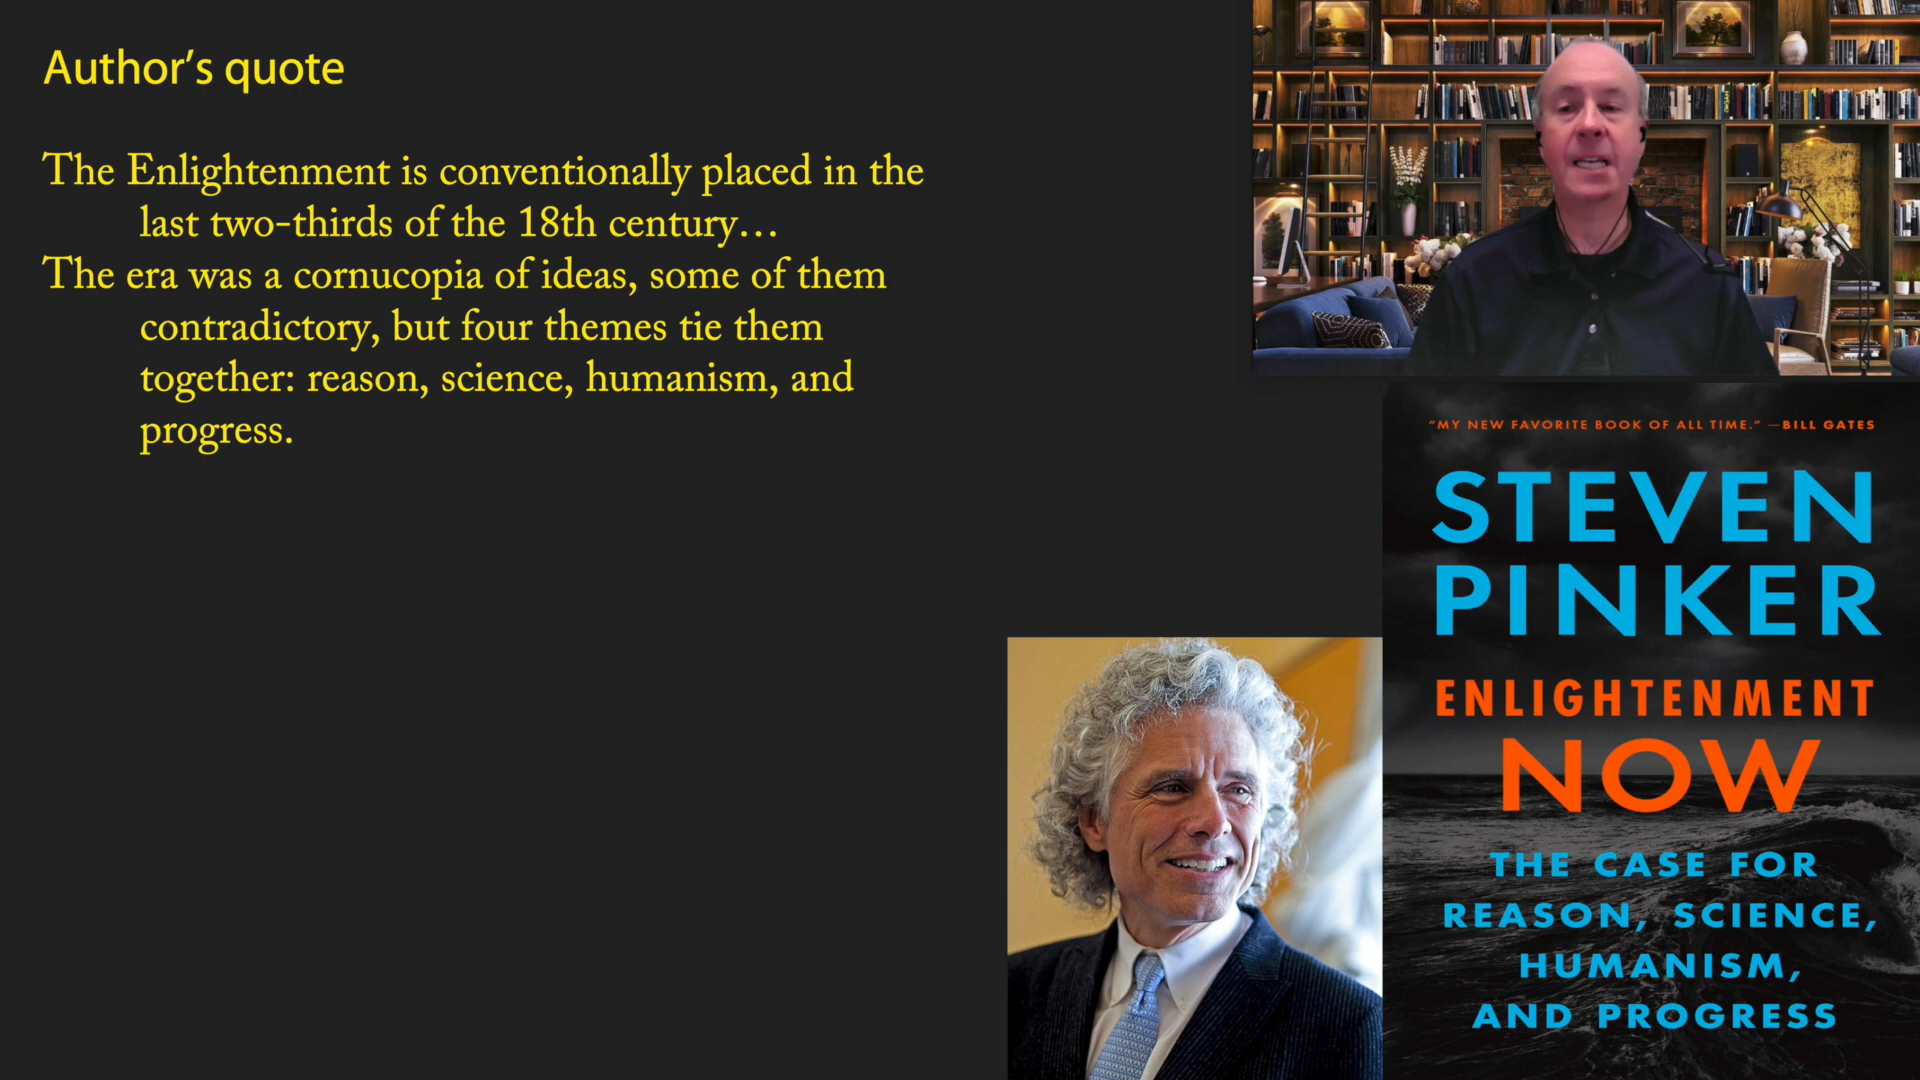 Author’s quote
The Enlightenment is conventionally placed in the
last two-thirds of the 18th century…
The era was a cornucopia of ideas, some of them
contradictory, but four themes tie them
together: reason, science, humanism, and
progress.
“MY NEW FAVORITE BOOK OF ALL TIME.” —BILL GATES
STEVEN
PINKER
ENLIGHTENMENT
NOW
THE CASE FOR
REASON, SCIENCE,
HUMANISM,
AND PROGRESS